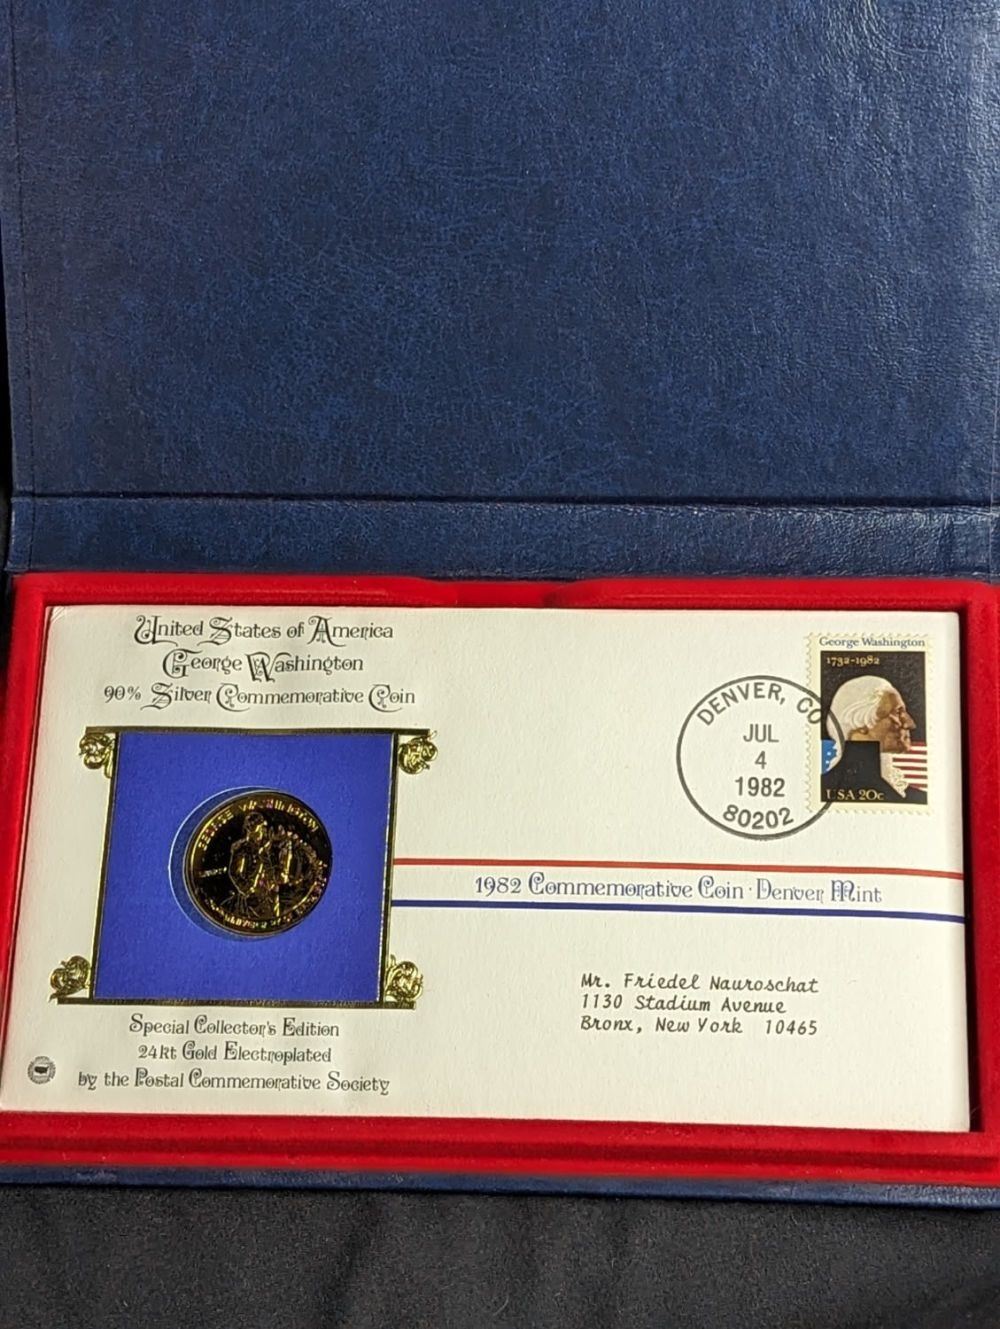 United States of America
George Washington
90% Silver Commemorative Coin
GEORGE WASHINGTON
Special Collector's Edition
24kt Gold Electroplated
by the Postal Commemorative Society
DENVER, CO
JUL
4
1982
80202
George Washington
1732-1982
USA 20c
1982 Commemorative Coin · Denver Mint
Mr. Friedel Nauroschat
1130 Stadium Avenue
Bronx, New York 10465